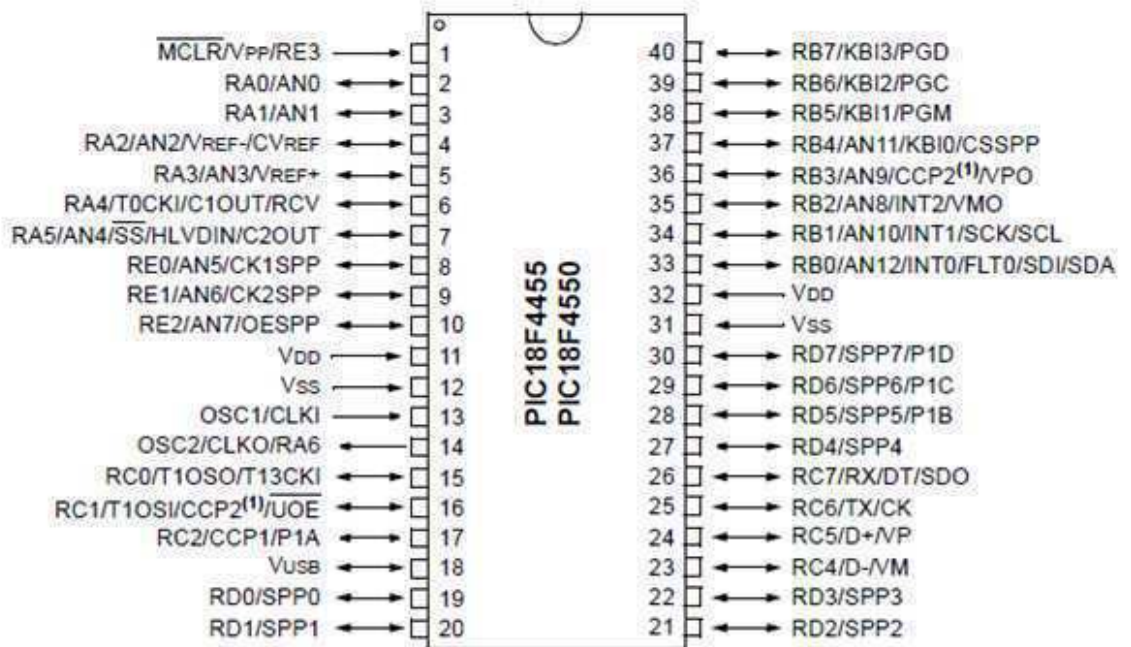 MCLR/VPP/RE3 1
RA0/AN0 2
RA1/AN1 3
RA2/AN2/VREF-/CVREF 4
RA3/AN3/VREF+ 5
RA4/T0CKI/C1OUT/RCV 6
RA5/AN4/SS/HLVDIN/C2OUT 7
RE0/AN5/CK1SPP 8
RE1/AN6/CK2SPP 9
RE2/AN7/OESPP 10
VDD 11
VSS 12
OSC1/CLKI 13
OSC2/CLKO/RA6 14
RC0/T1OSO/T13CKI 15
RC1/T1OSI/CCP2(1)/UOE 16
RC2/CCP1/P1A 17
VUSB 18
RD0/SPP0 19
RD1/SPP1 20
PIC18F4455
PIC18F4550
40 RB7/KBI3/PGD
39 RB6/KBI2/PGC
38 RB5/KBI1/PGM
37 RB4/AN11/KBI0/CSSPP
36 RB3/AN9/CCP2(1)/VPO
35 RB2/AN8/INT2/VMO
34 RB1/AN10/INT1/SCK/SCL
33 RB0/AN12/INT0/FLT0/SDI/SDA
32 VDD
31 VSS
30 RD7/SPP7/P1D
29 RD6/SPP6/P1C
28 RD5/SPP5/P1B
27 RD4/SPP4
26 RC7/RX/DT/SDO
25 RC6/TX/CK
24 RC5/D+/VP
23 RC4/D-/VM
22 RD3/SPP3
21 RD2/SPP2